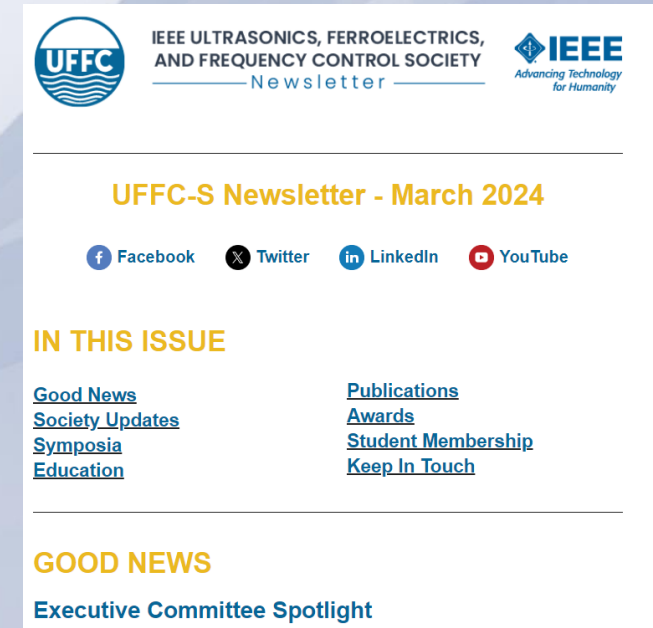 UFFC
IEEE ULTRASONICS, FERROELECTRICS,
AND FREQUENCY CONTROL SOCIETY
Newsletter
IEEE
Advancing Technology
for Humanity
UFFC-S Newsletter - March 2024
Facebook Twitter LinkedIn YouTube
IN THIS ISSUE
Good News
Society Updates
Symposia
Education
Publications
Awards
Student Membership
Keep In Touch
GOOD NEWS
Executive Committee Spotlight